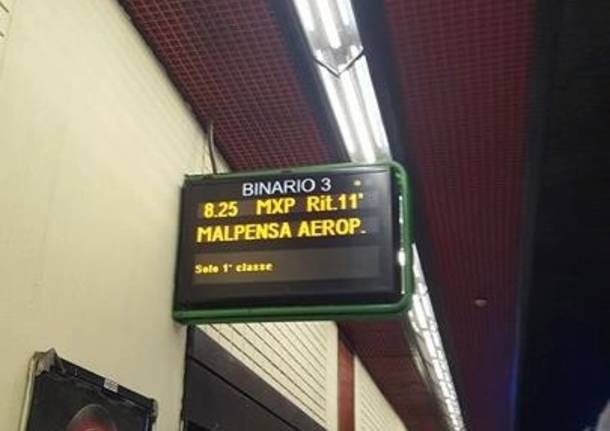 BINARIO 3
8.25 MXP Rit.11'
MALPENSA AEROP.
Solo 1° classe